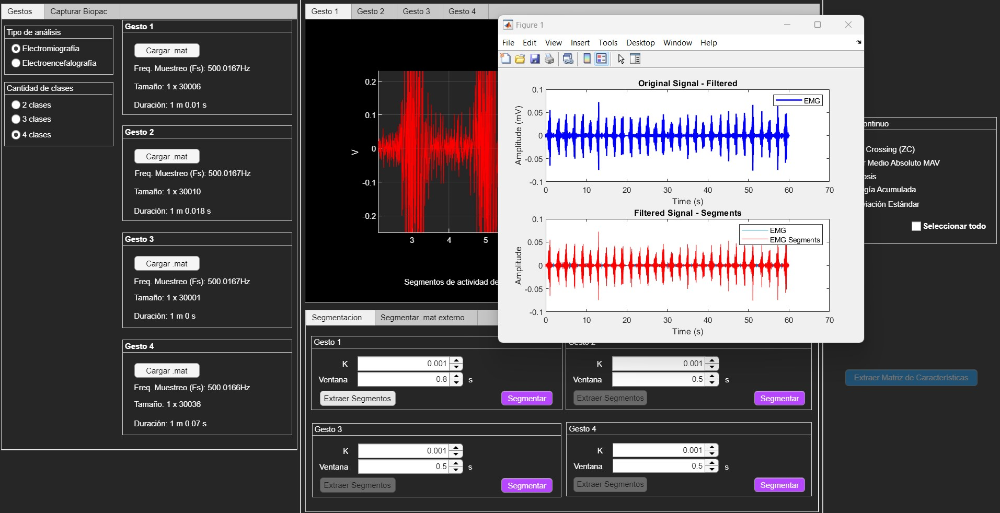 Gestos
Capturar Biopac
Tipo de análisis
Electromiografía
Electroencefalografía
Cantidad de clases
2 clases
3 clases
4 clases
Gesto 1
Cargar .mat
Freq. Muestreo (Fs): 500.0167Hz
Tamaño: 1 x 30006
Duración: 1 m 0.01 s
Gesto 2
Cargar .mat
Freq. Muestreo (Fs): 500.0167Hz
Tamaño: 1 x 30010
Duración: 1 m 0.018 s
Gesto 3
Cargar .mat
Freq. Muestreo (Fs): 500.0167Hz
Tamaño: 1 x 30001
Duración: 1 m 0 s
Gesto 4
Cargar .mat
Freq. Muestreo (Fs): 500.0166Hz
Tamaño: 1 x 30036
Duración: 1 m 0.07 s
Gesto 1
Gesto 2
Gesto 3
Gesto 4
V
0.2
0.1
0
-0.1
-0.2
3
4
5
Segmentos de actividad de
Figure 1
File Edit View Insert Tools Desktop Window Help
Original Signal - Filtered
Amplitude (mV)
0.1
0.05
0
-0.05
-0.1
EMG
0 10 20 30 40 50 60 70
Time (s)
Filtered Signal - Segments
Amplitude
0.1
0.05
0
-0.05
-0.1
EMG
EMG Segments
0 10 20 30 40 50 60 70
Time (s)
ontinuo
Crossing (ZC)
r Medio Absoluto MAV
osis
gía Acumulada
viación Estándar
Seleccionar todo
Extraer Matriz de Características
Segmentacion
Segmentar .mat externo
Gesto 1
K 0.001
Ventana 0.8 s
Extraer Segmentos
Segmentar
Gesto 2
K 0.001
Ventana 0.5 s
Extraer Segmentos
Segmentar
Gesto 3
K 0.001
Ventana 0.5 s
Extraer Segmentos
Segmentar
Gesto 4
K 0.001
Ventana 0.5 s
Extraer Segmentos
Segmentar